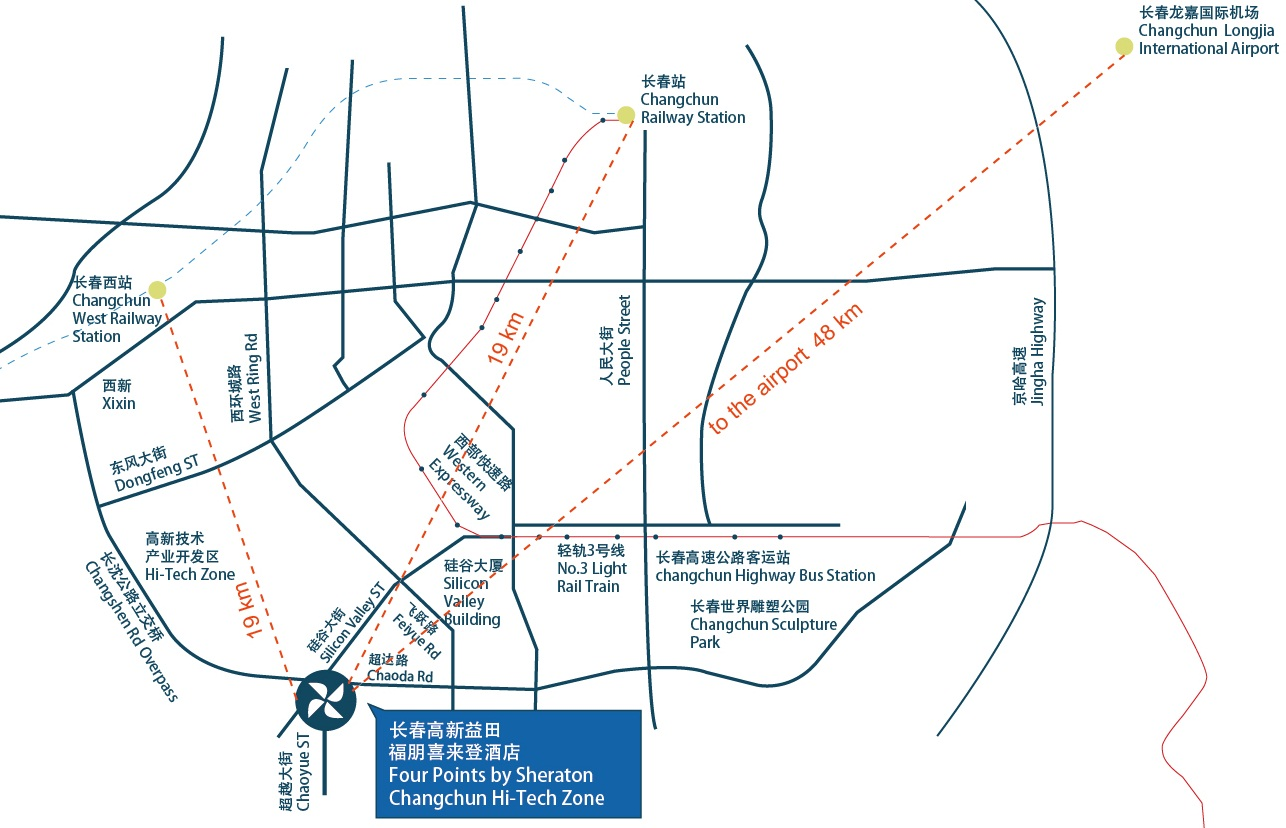 长春龙嘉国际机场
Changchun Longjia
International Airport
长春站
Changchun
Railway Station
长春西站
Changchun
West Railway
Station
19 km
to the airport 48 km
人民大街
People Street
京哈高速
Jingha Highway
西环城路
West Ring Rd
西新
Xixin
东风大街
Dongfeng ST
西部快速路
Western
Expressway
高新技术
产业开发区
Hi-Tech Zone
长沈公路立交桥
Changshen Rd Overpass
19 km
硅谷大街
Silicon Valley ST
飞跃路
Feiyue Rd
硅谷大厦
Silicon
Valley
Building
轻轨3号线
No.3 Light
Rail Train
长春高速公路客运站
changchun Highway Bus Station
长春世界雕塑公园
Changchun Sculpture
Park
超达路
Chaoda Rd
超越大街
Chaoyue ST
长春高新益田
福朋喜来登酒店
Four Points by Sheraton
Changchun Hi-Tech Zone